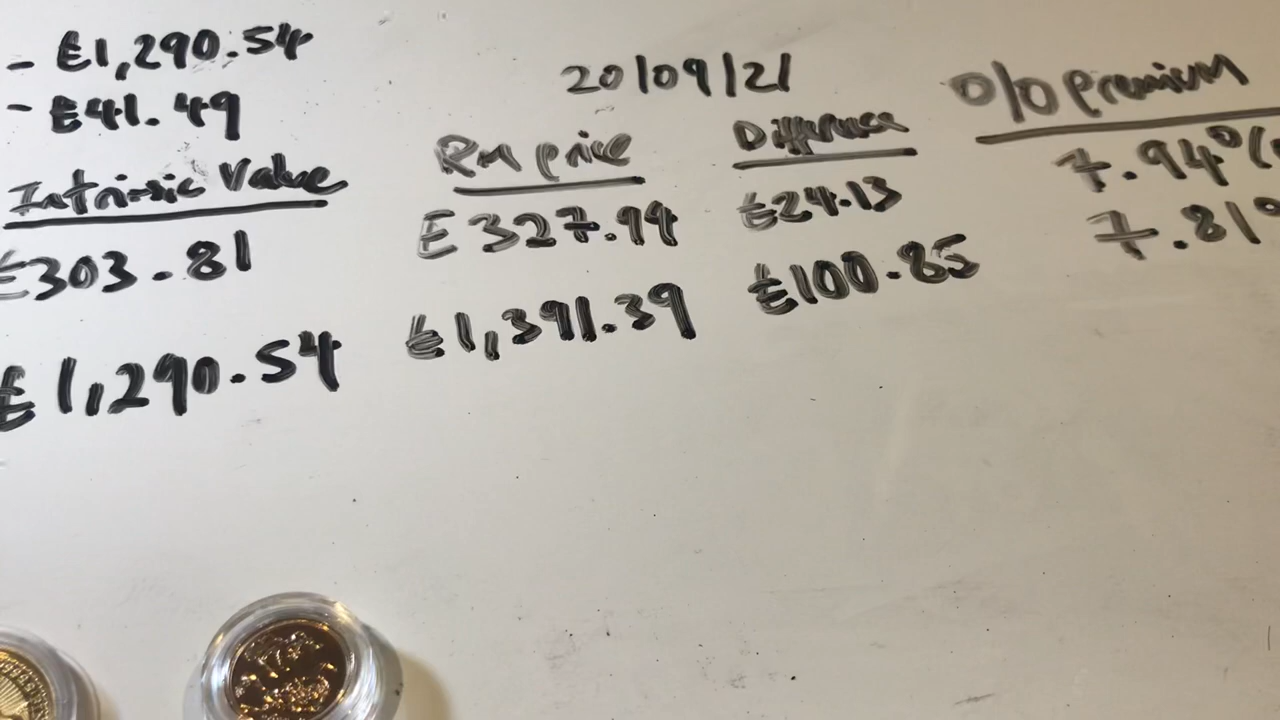 - £1,290.54
- £41.49
20/09/21
Intrinsic Value RM price Difference % premium
£303.81 £327.94 £24.13 7.94%
£1,290.54 £1,391.39 £100.85 7.81%